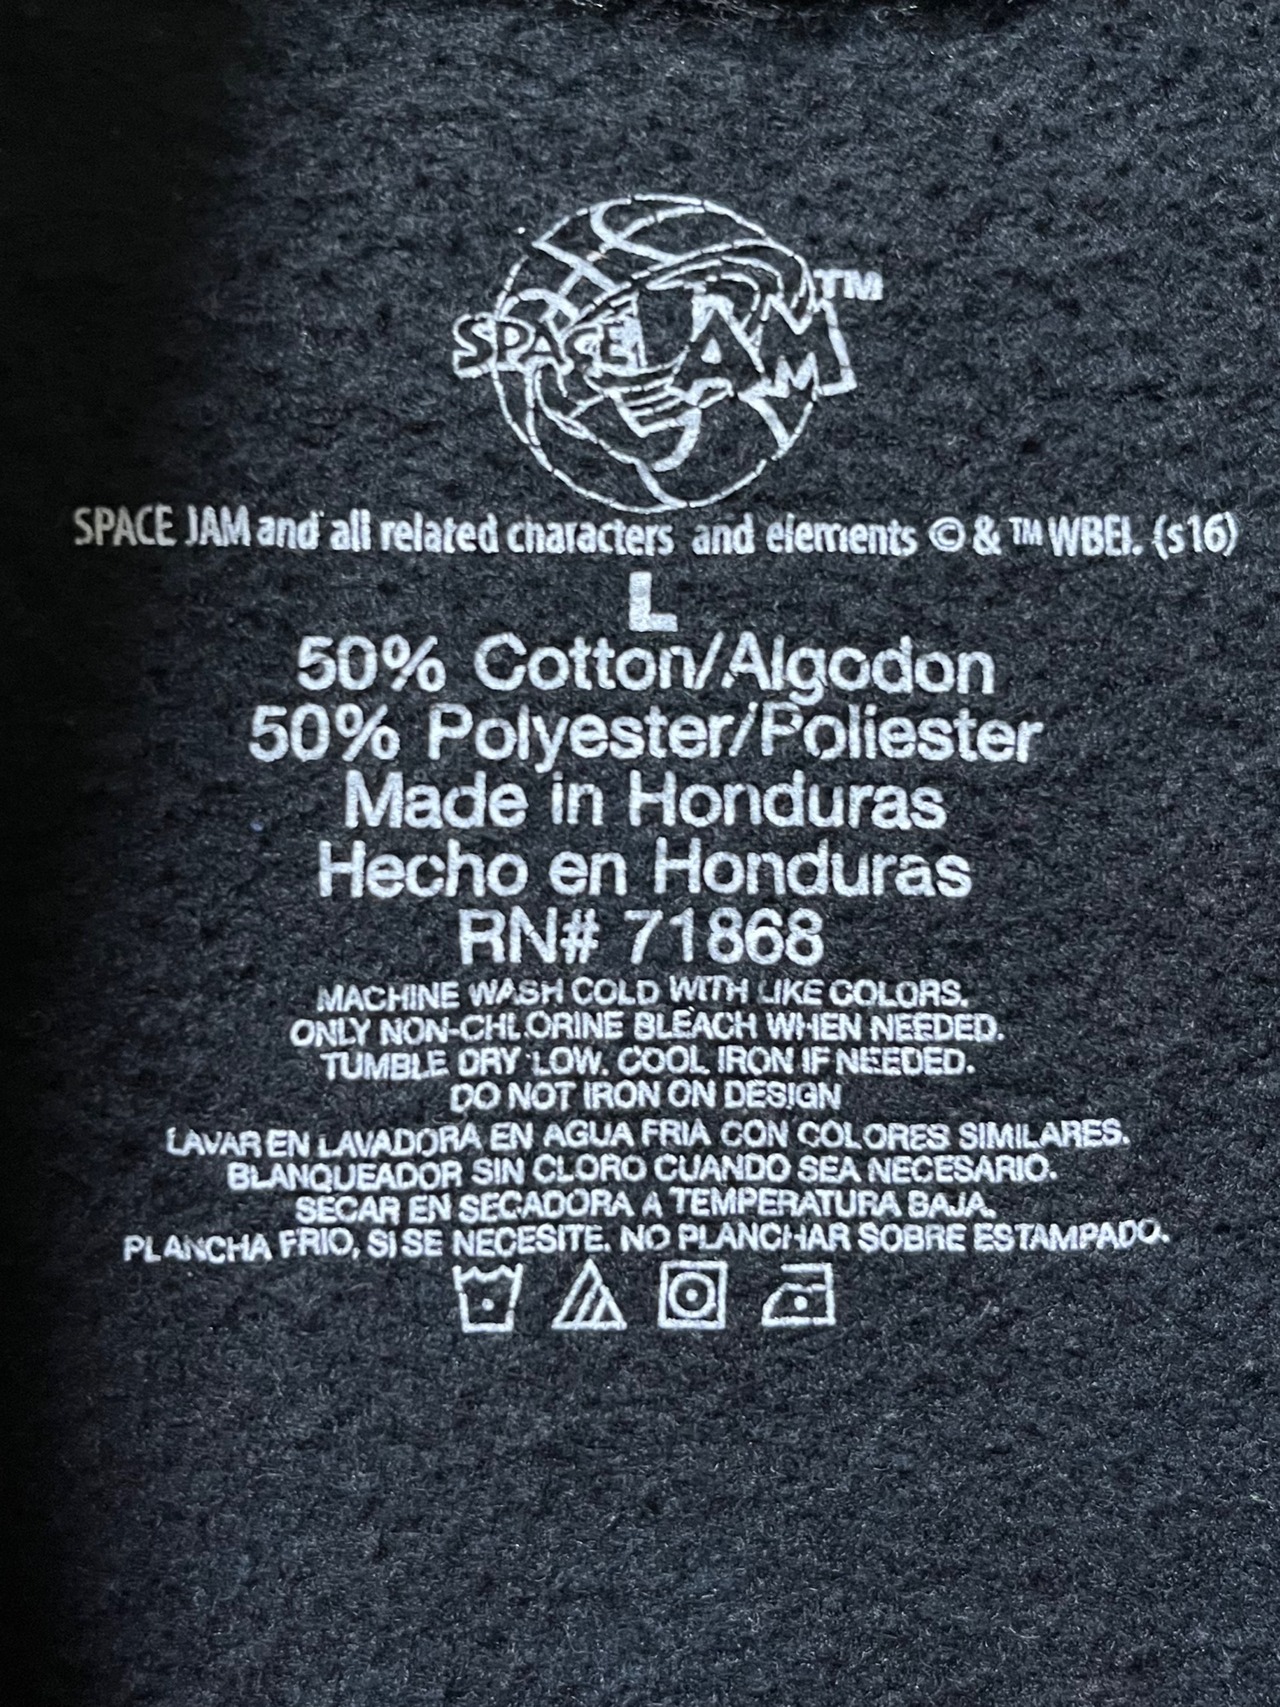 SPACE JAM TM
SPACE JAM and all related characters and elements © & ™ WBEI. (s16)
L
50% Cotton/Algodon
50% Polyester/Poliester
Made in Honduras
Hecho en Honduras
RN# 71868
MACHINE WASH COLD WITH LIKE COLORS.
ONLY NON-CHLORINE BLEACH WHEN NEEDED.
TUMBLE DRY LOW. COOL IRON IF NEEDED.
DO NOT IRON ON DESIGN
LAVAR EN LAVADORA EN AGUA FRIA CON COLORES SIMILARES.
BLANQUEADOR SIN CLORO CUANDO SEA NECESARIO.
SECAR EN SECADORA A TEMPERATURA BAJA.
PLANCHA FRIO, SI SE NECESITE. NO PLANCHAR SOBRE ESTAMPADO.